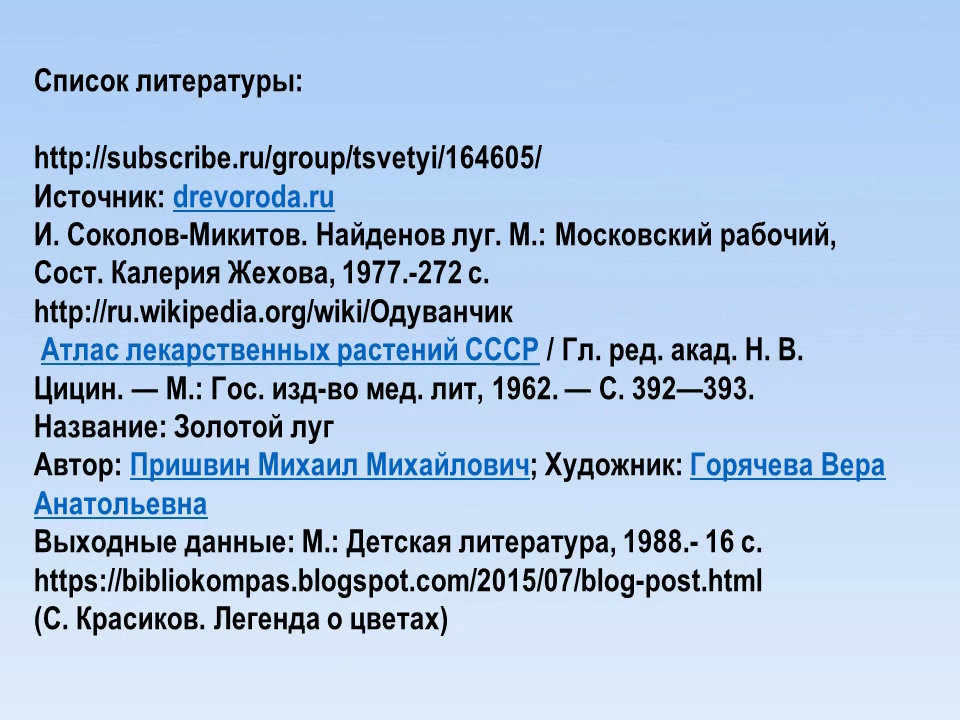 Список литературы:
http://subscribe.ru/group/tsvetyi/164605/
Источник: drevoroda.ru
И. Соколов-Микитов. Найденов луг. М.: Московский рабочий,
Сост. Калерия Жехова, 1977.-272 с.
http://ru.wikipedia.org/wiki/Одуванчик
Атлас лекарственных растений СССР / Гл. ред. акад. Н. В.
Цицин. — М.: Гос. изд-во мед. лит, 1962. — С. 392—393.
Название: Золотой луг
Автор: Пришвин Михаил Михайлович; Художник: Горячева Вера
Анатольевна
Выходные данные: М.: Детская литература, 1988.- 16 с.
https://bibliokompas.blogspot.com/2015/07/blog-post.html
(С. Красиков. Легенда о цветах)